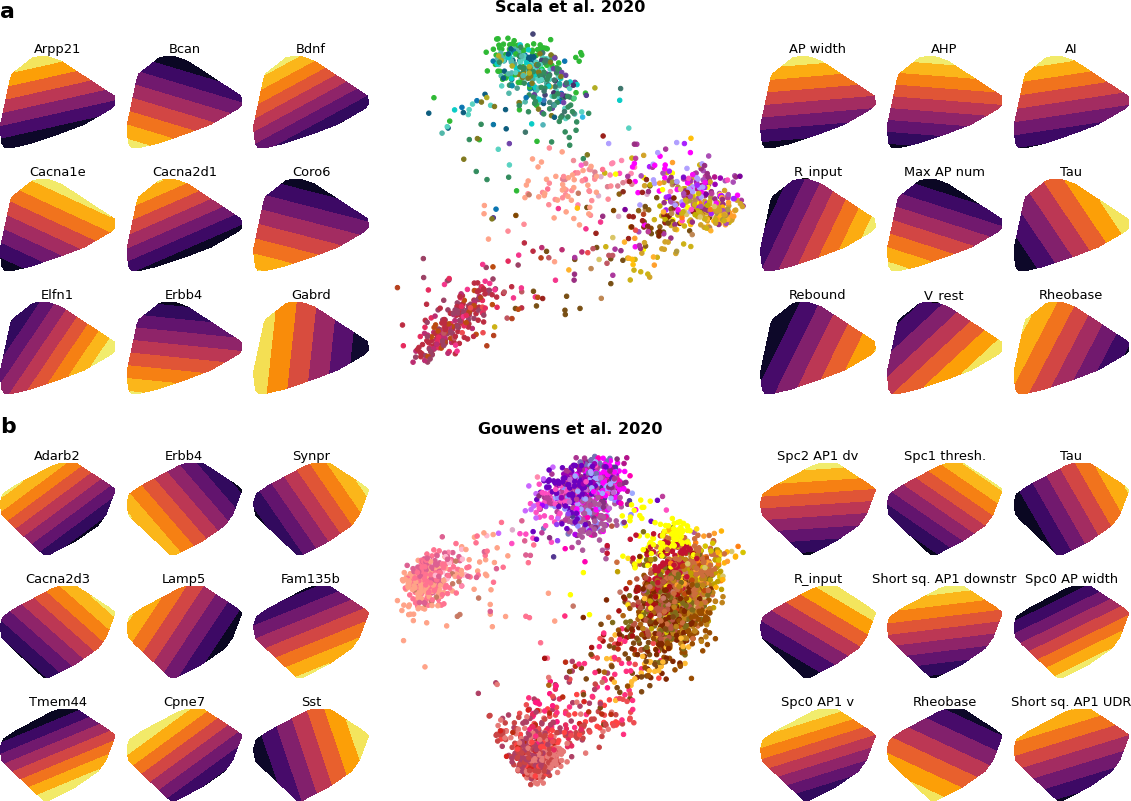 a
Scala et al. 2020
Arpp21 Bcan Bdnf
AP width AHP AI
Cacna1e Cacna2d1 Coro6
R_input Max AP num Tau
Elfn1 Erbb4 Gabrd
Rebound V_rest Rheobase
b
Gouwens et al. 2020
Adarb2 Erbb4 Synpr
Spc2 AP1 dv Spc1 thresh. Tau
Cacna2d3 Lamp5 Fam135b
R_input Short sq. AP1 downstr Spc0 AP width
Tmem44 Cpne7 Sst
Spc0 AP1 v Rheobase Short sq. AP1 UDR